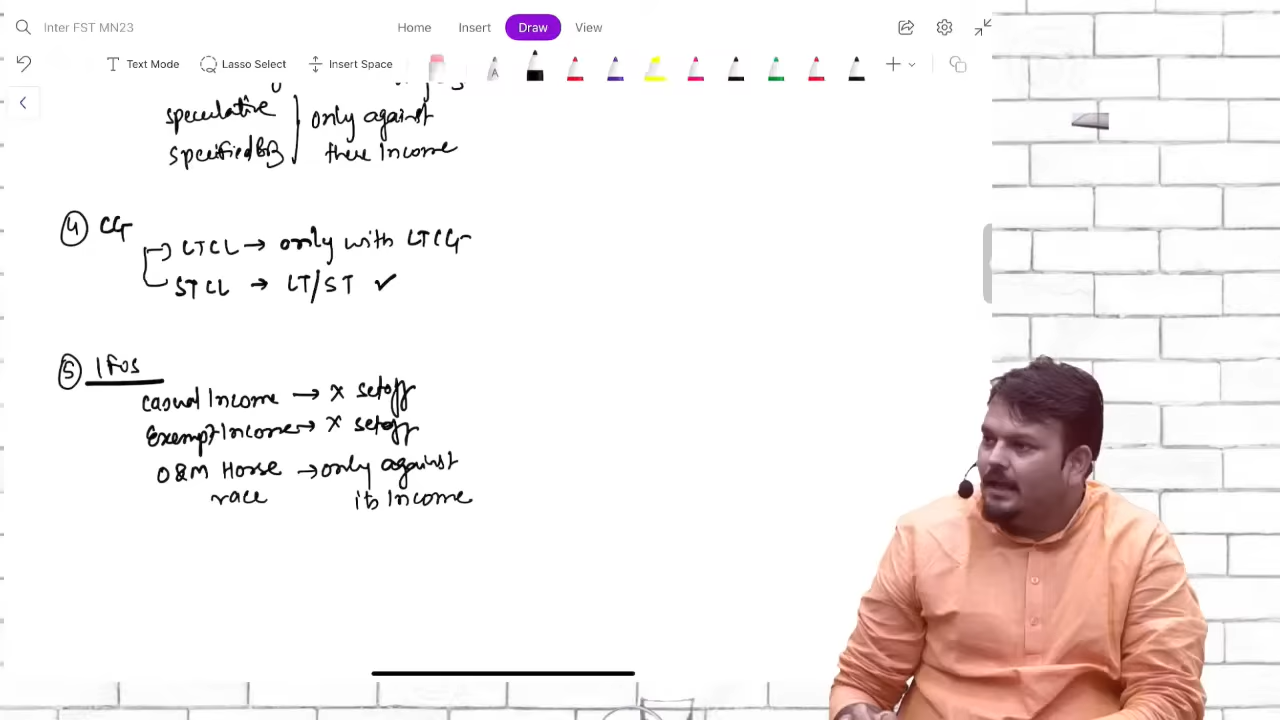 Inter FST MN23
Home Insert Draw View
Text Mode Lasso Select Insert Space
speculative only against
specified B these Income
④ CG
LTCL → only with LTCG
STCL → LT/ST ✓
⑤ IFOS
Casual Income → X setoff
Exempt Income → X setoff
O&M Horse → only against
race its Income